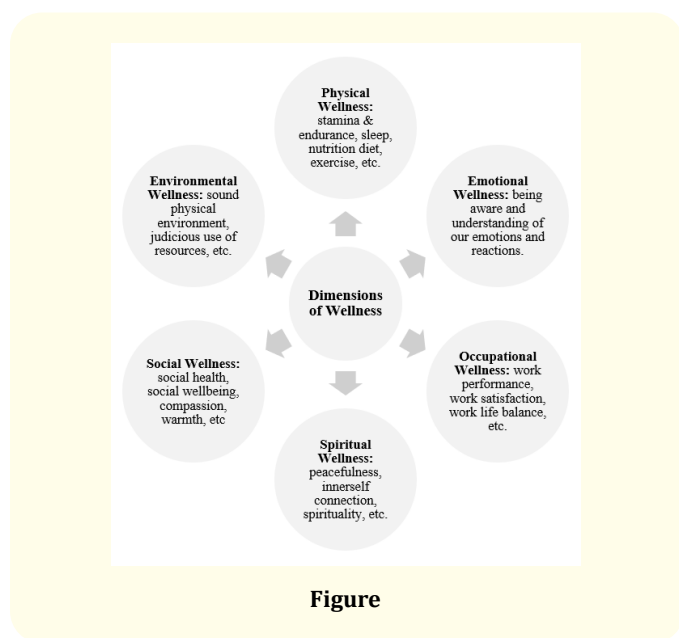 Physical
Wellness:
stamina &
endurance, sleep,
nutrition diet,
exercise, etc.
Environmental
Wellness: sound
physical
environment,
judicious use of
resources, etc.
Emotional
Wellness: being
aware and
understanding of
our emotions and
reactions.
Dimensions
of Wellness
Social Wellness:
social health,
social wellbeing,
compassion,
warmth, etc
Occupational
Wellness: work
performance,
work satisfaction,
work life balance,
etc.
Spiritual
Wellness:
peacefulness,
innerself
connection,
spirituality, etc.
Figure